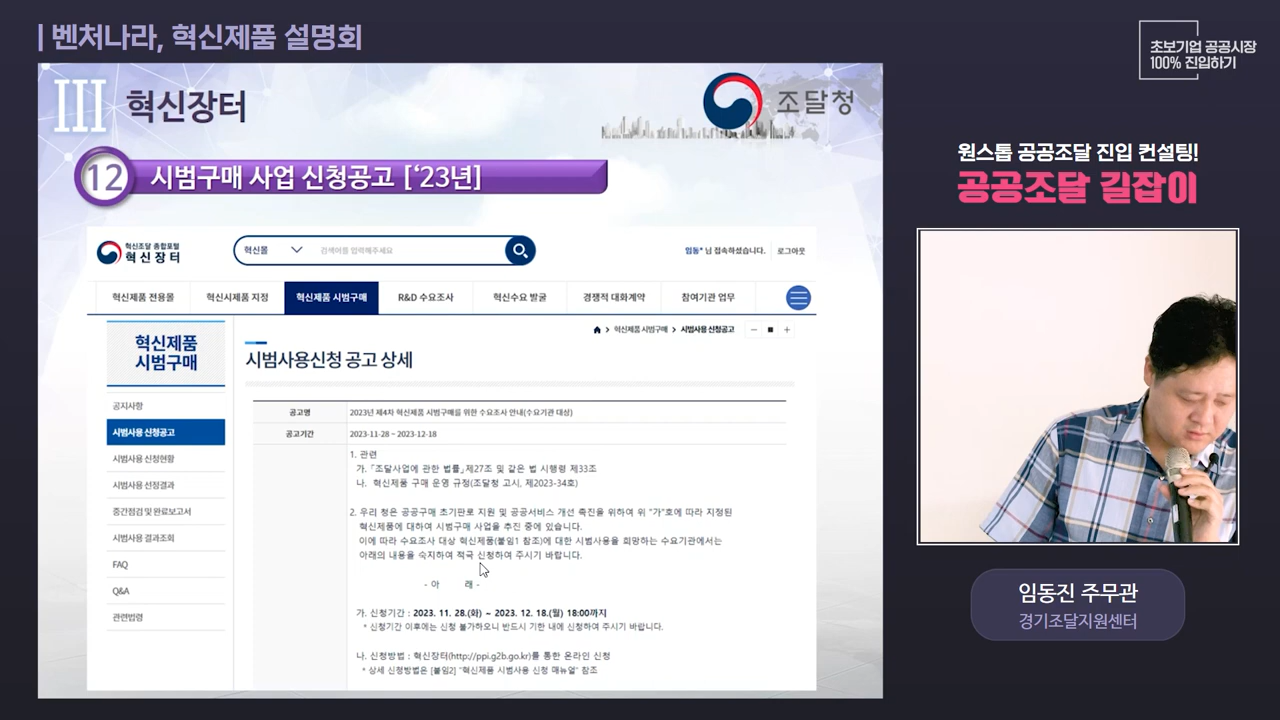 | 벤처나라, 혁신제품 설명회
초보기업 공공시장
100% 진입하기
III 혁신장터
조달청
12 시범구매 사업 신청공고 [‘23년]
혁신조달 종합포털
혁신장터
혁신몰
검색어를 입력해주세요
임동* 님 접속하셨습니다.
로그아웃
혁신제품 전용몰
혁신시제품 지정
혁신제품 시범구매
R&D 수요조사
혁신수요 발굴
경쟁적 대화계약
참여기관 업무
혁신제품 시범구매 > 시범사용 신청공고
혁신제품
시범구매
공지사항
시범사용 신청공고
시범사용 신청현황
시범사용 선정결과
중간점검 및 완료보고서
시범사용 결과조회
FAQ
Q&A
관련법령
시범사용신청 공고 상세
공고명 2023년 제4차 혁신제품 시범구매를 위한 수요조사 안내(수요기관 대상)
공고기간 2023-11-28 ~ 2023-12-18
1. 관련
가. 「조달사업에 관한 법률」제27조 및 같은 법 시행령 제33조
나. 혁신제품 구매 운영 규정(조달청 고시, 제2023-34호)
2. 우리 청은 공공구매 초기판로 지원 및 공공서비스 개선 촉진을 위하여 위 "가"호에 따라 지정된
혁신제품에 대하여 시범구매 사업을 추진 중에 있습니다.
이에 따라 수요조사 대상 혁신제품(붙임1 참조)에 대한 시범사용을 희망하는 수요기관에서는
아래의 내용을 숙지하여 적극 신청하여 주시기 바랍니다.
- 아 래 -
가. 신청기간 : 2023. 11. 28.(화) ~ 2023. 12. 18.(월) 18:00까지
* 신청기간 이후에는 신청 불가하오니 반드시 기한 내에 신청하여 주시기 바랍니다.
나. 신청방법 : 혁신장터(http://ppi.g2b.go.kr)를 통한 온라인 신청
* 상세 신청방법은 [붙임2] "혁신제품 시범사용 신청 매뉴얼" 참조
원스톱 공공조달 진입 컨설팅!
공공조달 길잡이
임동진 주무관
경기조달지원센터